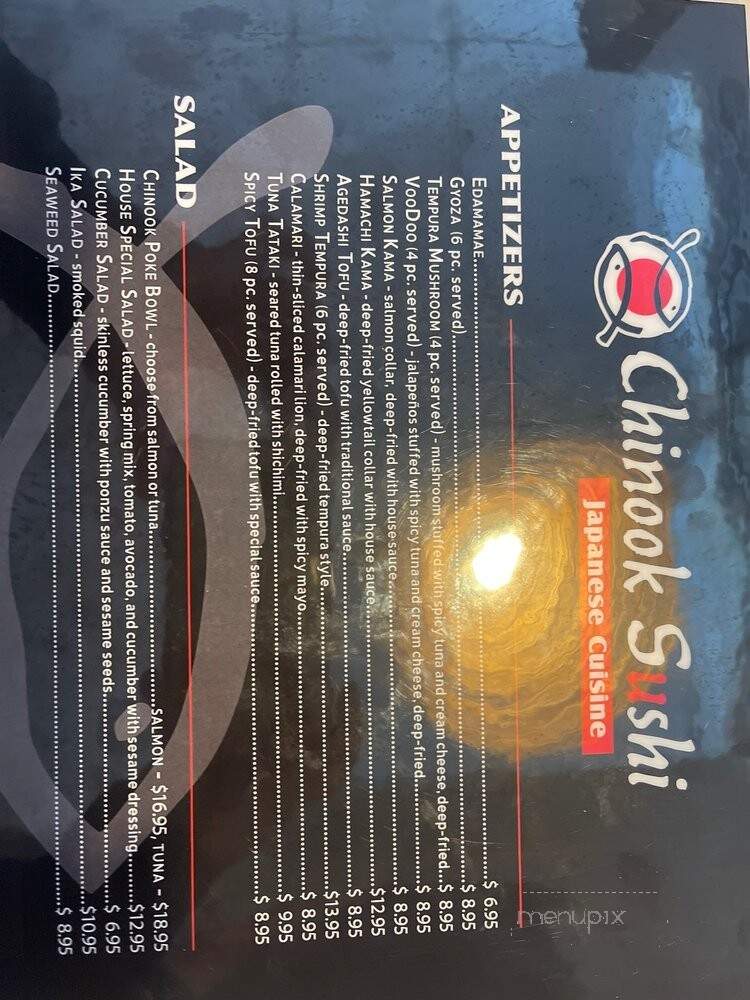 Chinook Sushi
Japanese Cuisine
APPETIZERS
EDAMAMAE........ $ 6.95
GYOZA (6 pc. served)........ $ 8.95
TEMPURA MUSHROOM (4 pc. served) - mushroom stuffed with spicy tuna and cream cheese, deep-fried.. $ 8.95
VOODOO (4 pc. served) - jalapeños stuffed with spicy tuna and cream cheese, deep-fried........ $ 8.95
SALMON KAMA - salmon collar, deep-fried with house sauce........ $ 8.95
HAMACHI KAMA - deep-fried yellowtail collar with house sauce........ $12.95
AGEDASHI TOFU - deep-fried tofu with traditional sauce........ $ 8.95
SHRIMP TEMPURA (6 pc. served) - deep-fried tempura style........ $13.95
CALAMARI - thin-sliced calamari lion, deep-fried with spicy mayo........ $ 8.95
TUNA TATAKI - seared tuna rolled with shichimi........ $ 9.95
SPICY TOFU (8 pc. served) - deep-fried tofu with special sauce........ $ 8.95
SALAD
CHINOOK POKE BOWL - choose from salmon or tuna........ SALMON - $16.95, TUNA - $18.95
HOUSE SPECIAL SALAD - lettuce, spring mix, tomato, avocado, and cucumber with sesame dressing........ $12.95
CUCUMBER SALAD - skinless cucumber with ponzu sauce and sesame seeds........ $ 6.95
IKA SALAD - smoked squid........ $10.95
SEAWEED SALAD........ $ 8.95
menupix